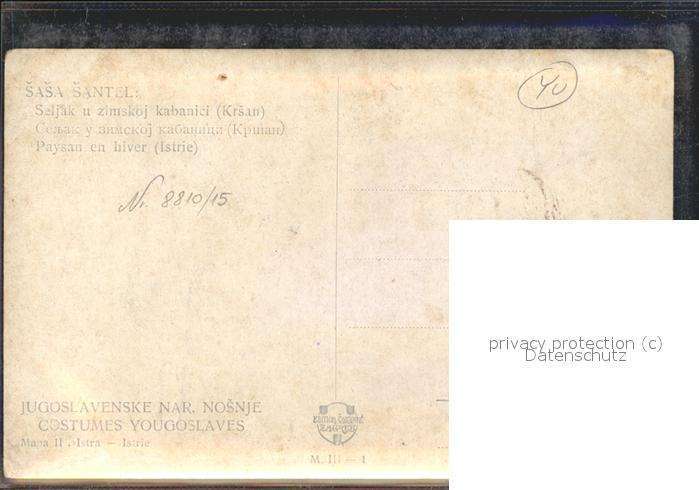 ŠAŠA ŠANTEL:
Seljak u zimskoj kabanici (Kršan)
Сељак у зимској кабаници (Кршан)
Paysan en hiver (Istrie)
YU
Nr. 8810/15
privacy protection (c)
Datenschutz
JUGOSLAVENSKE NAR. NOŠNJE
COSTUMES YOUGOSLAVES
Mapa II. Istra — Istrie
M. III — 1